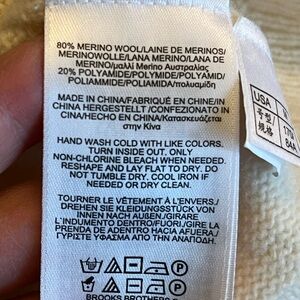 80% MERINO WOOL/LAINE DE MERINOS/
MERINOWOLLE/LANA MERINO/LANA DE
MERINO/μαλλί Merino Αυστραλίας
20% POLYAMIDE/POLYMIDE/POLYAMID/
POLIAMMIDE/POLIAMIDA/πολυαμίδη
MADE IN CHINA/FABRIQUÉ EN CHINE/IN
CHINA HERGESTELLT /CONFEZIONATO IN
CINA/HECHO EN CHINA/Κατασκευάζεται
στην Κίνα
HAND WASH COLD WITH LIKE COLORS.
TURN INSIDE OUT. ONLY
NON-CHLORINE BLEACH WHEN NEEDED.
RESHAPE AND LAY FLAT TO DRY. DO
NOT TUMBLE DRY. COOL IRON IF
NEEDED OR DRY CLEAN.
TOURNER LE VÊTEMENT À L'ENVERS./
DREHEN SIE KLEIDUNGSSTÜCK VON
INNEN NACH AUßEN./GIRARE
L'INDUMENTO DENTRO/FUORI./GIRE LA
PRENDA DE ADENTRO HACIA AFUERA./
ΓΥΡΙΣΤΕ ΥΦΑΣΜΑ ΑΠΟ ΤΗΝ ΑΝΑΠΟΔΗ.
BROOKS BROTHERS
USA
号型/
规格